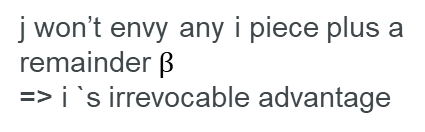 j won’t envy any i piece plus a
remainder β
=> i `s irrevocable advantage